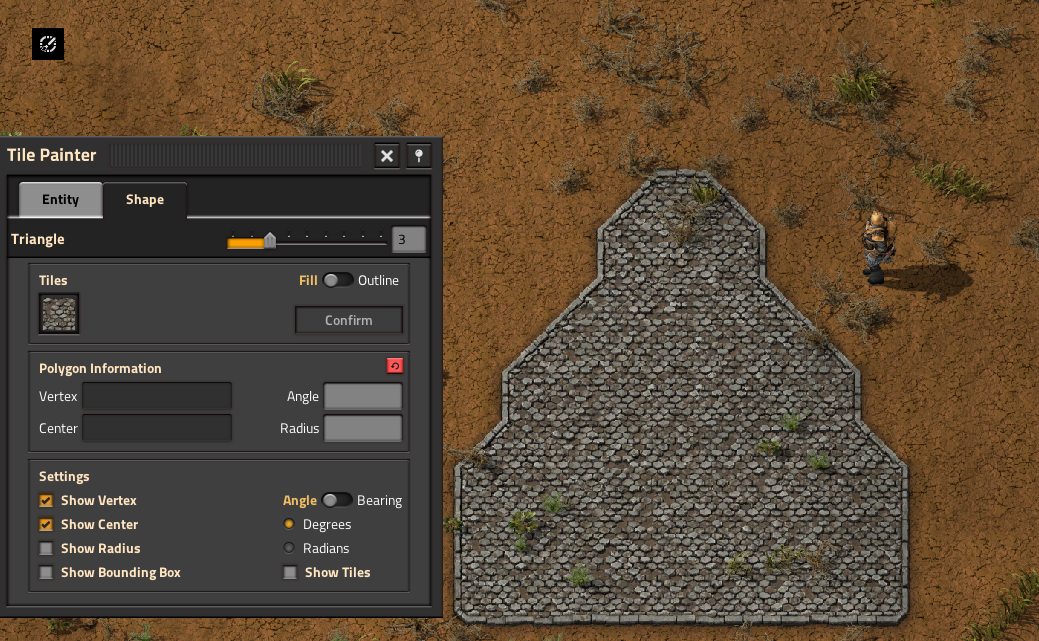 Tile Painter
Entity Shape
Triangle 3
Tiles Fill Outline
Confirm
Polygon Information
Vertex Angle
Center Radius
Settings
Show Vertex Angle Bearing
Show Center Degrees
Show Radius Radians
Show Bounding Box Show Tiles